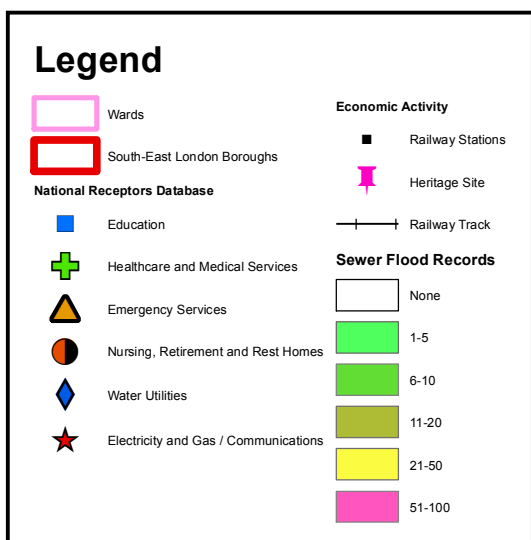 Legend
Wards
South-East London Boroughs
National Receptors Database
Education
Healthcare and Medical Services
Emergency Services
Nursing, Retirement and Rest Homes
Water Utilities
Electricity and Gas / Communications
Economic Activity
Railway Stations
Heritage Site
Railway Track
Sewer Flood Records
None
1-5
6-10
11-20
21-50
51-100